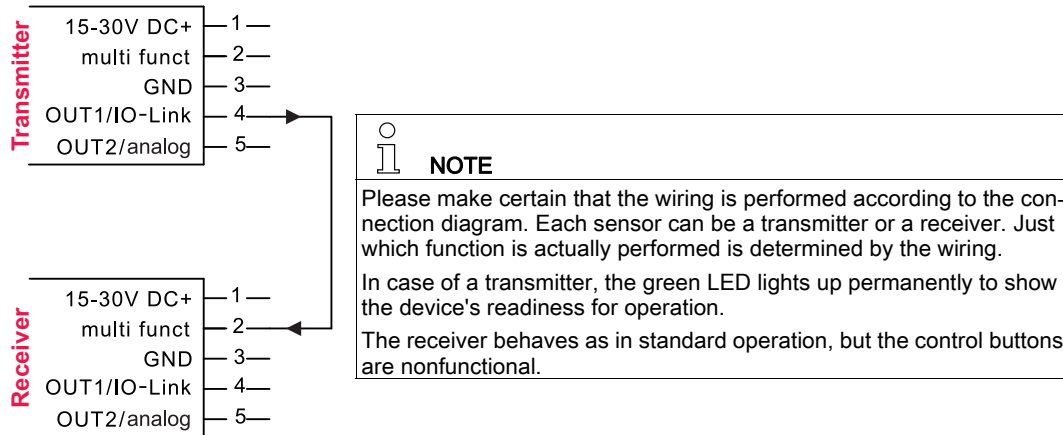 Transmitter
15-30V DC+ 1
multi funct 2
GND 3
OUT1/IO-Link 4
OUT2/analog 5
NOTE
Please make certain that the wiring is performed according to the con-
nection diagram. Each sensor can be a transmitter or a receiver. Just
which function is actually performed is determined by the wiring.
In case of a transmitter, the green LED lights up permanently to show
the device's readiness for operation.
The receiver behaves as in standard operation, but the control buttons
are nonfunctional.
Receiver
15-30V DC+ 1
multi funct 2
GND 3
OUT1/IO-Link 4
OUT2/analog 5